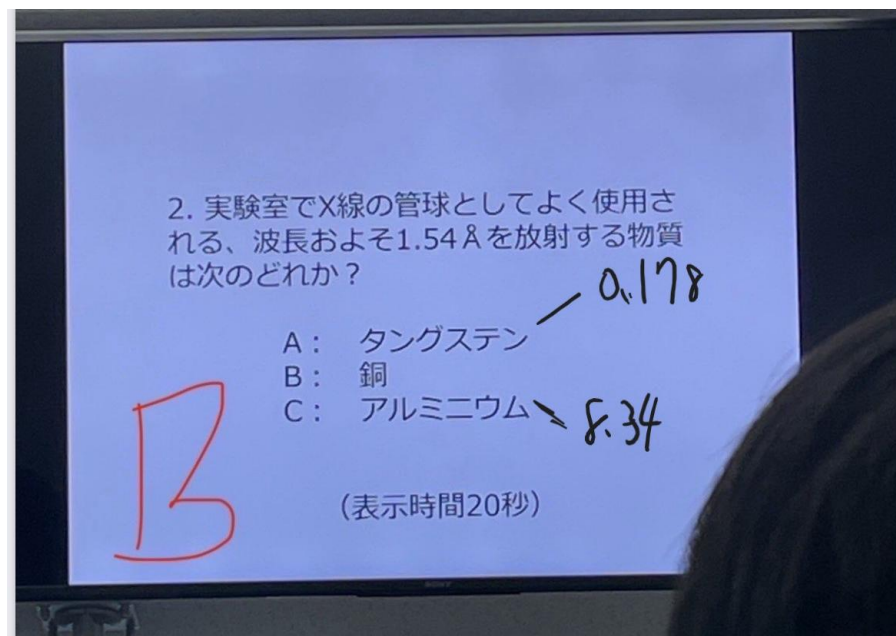 2. 実験室でX線の管球としてよく使用さ
れる、波長およそ1.54Åを放射する物質
は次のどれか？
0.178
A： タングステン
B： 銅
C： アルミニウム
8.34
B
（表示時間20秒）
SONY